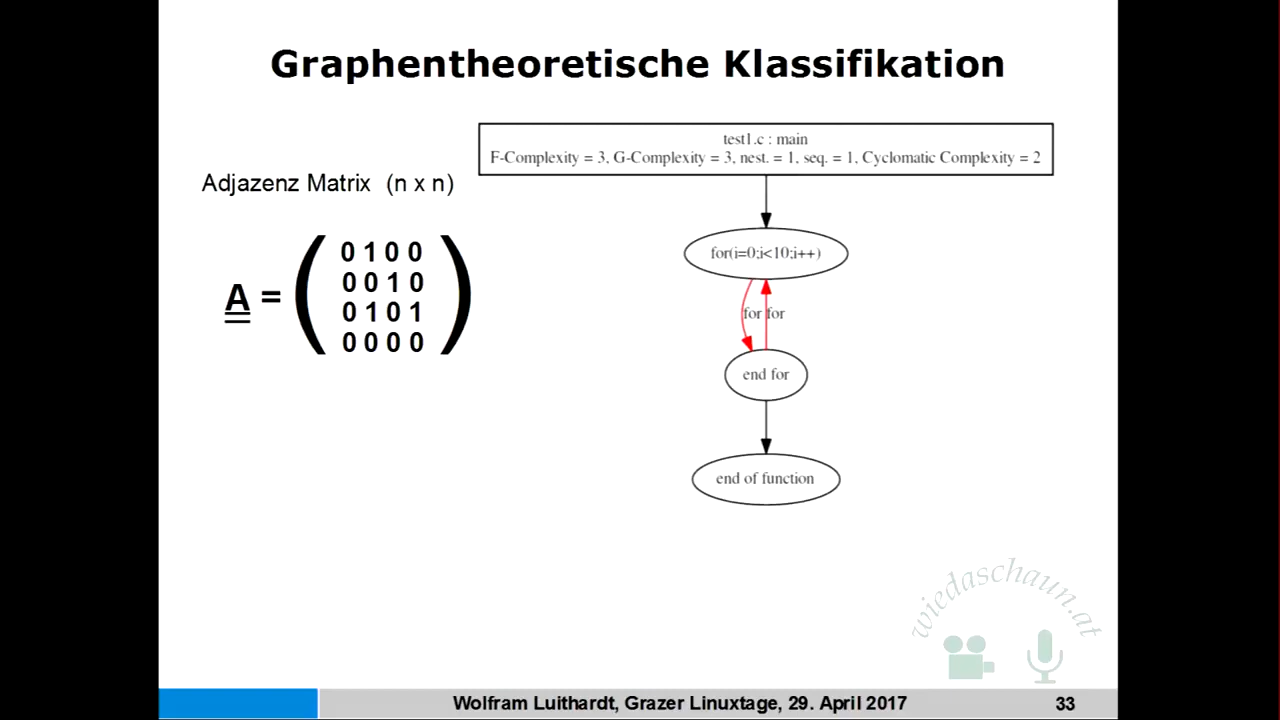 Graphentheoretische Klassifikation
test1.c : main
F-Complexity = 3, G-Complexity = 3, nest. = 1, seq. = 1, Cyclomatic Complexity = 2
Adjazenz Matrix (n x n)
for(i=0;i<10;i++)
A = ( 0 1 0 0
0 0 1 0
0 1 0 1
0 0 0 0 )
for for
end for
end of function
wiedaschaun.at
Wolfram Luithardt, Grazer Linuxtage, 29. April 2017 33